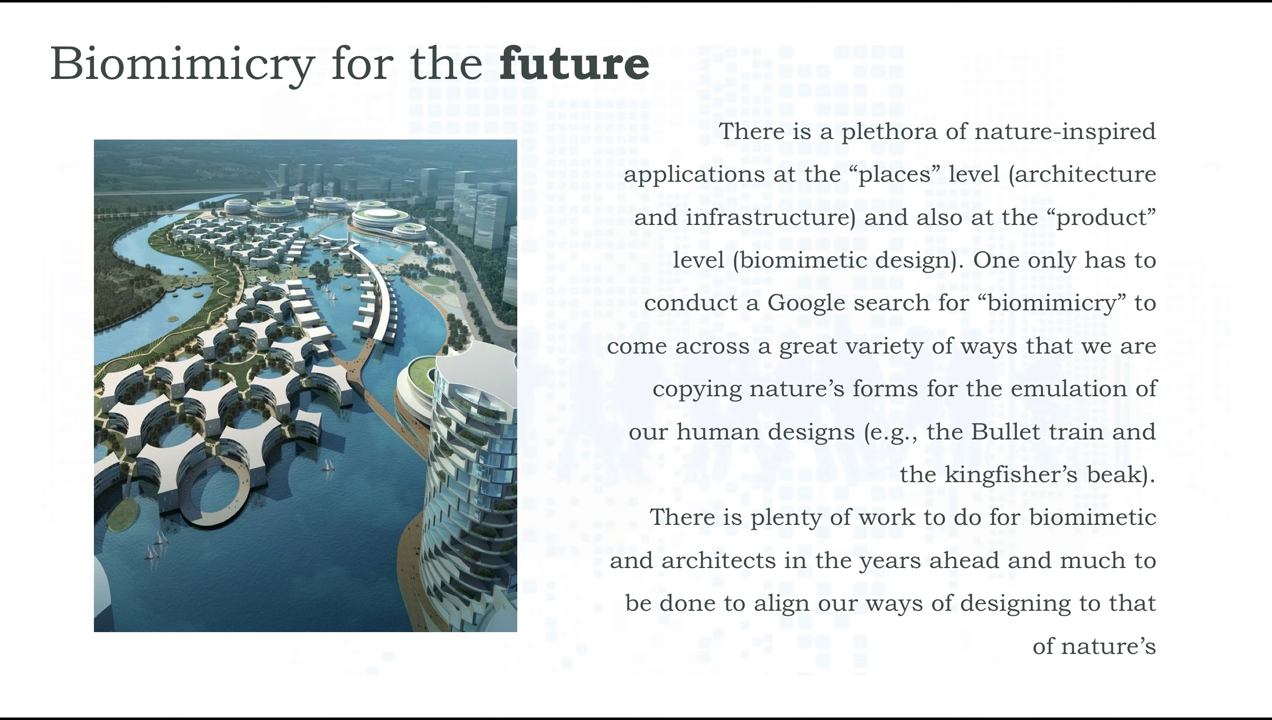 Biomimicry for the future
There is a plethora of nature-inspired
applications at the “places” level (architecture
and infrastructure) and also at the “product”
level (biomimetic design). One only has to
conduct a Google search for “biomimicry” to
come across a great variety of ways that we are
copying nature’s forms for the emulation of
our human designs (e.g., the Bullet train and
the kingfisher’s beak).
There is plenty of work to do for biomimetic
and architects in the years ahead and much to
be done to align our ways of designing to that
of nature’s